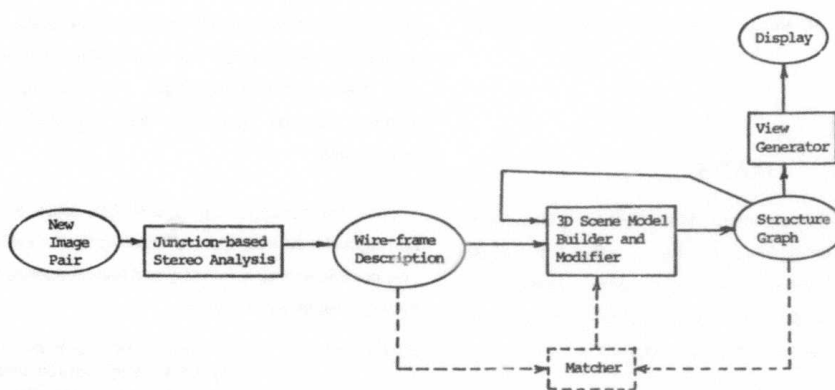 Display
View
Generator
New
Image
Pair
Junction-based
Stereo Analysis
Wire-frame
Description
3D Scene Model
Builder and
Modifier
Structure
Graph
Matcher